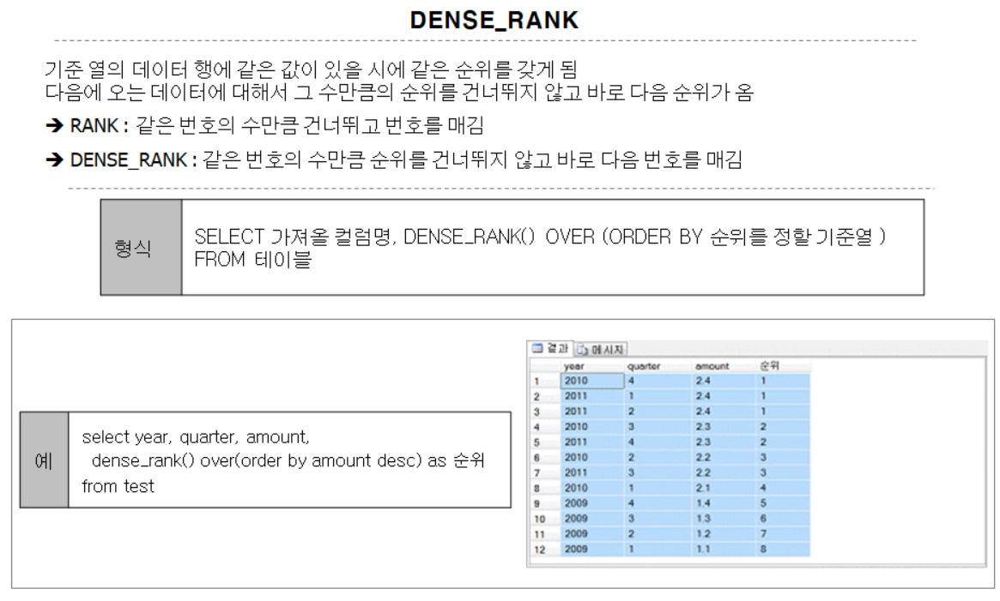 DENSE_RANK
기준 열의 데이터 행에 같은 값이 있을 시에 같은 순위를 갖게 됨
다음에 오는 데이터에 대해서 그 수만큼의 순위를 건너뛰지 않고 바로 다음 순위가 옴
➔ RANK : 같은 번호의 수만큼 건너뛰고 번호를 매김
➔ DENSE_RANK : 같은 번호의 수만큼 순위를 건너뛰지 않고 바로 다음 번호를 매김
형식
SELECT 가져올 컬럼명, DENSE_RANK() OVER (ORDER BY 순위를 정할 기준열 )
FROM 테이블
예
select year, quarter, amount,
dense_rank() over(order by amount desc) as 순위
from test
결과 메시지
year quarter amount 순위
1 2010 4 2.4 1
2 2011 1 2.4 1
3 2011 2 2.4 1
4 2010 3 2.3 2
5 2011 4 2.3 2
6 2010 2 2.2 3
7 2011 3 2.2 3
8 2010 1 2.1 4
9 2009 4 1.4 5
10 2009 3 1.3 6
11 2009 2 1.2 7
12 2009 1 1.1 8